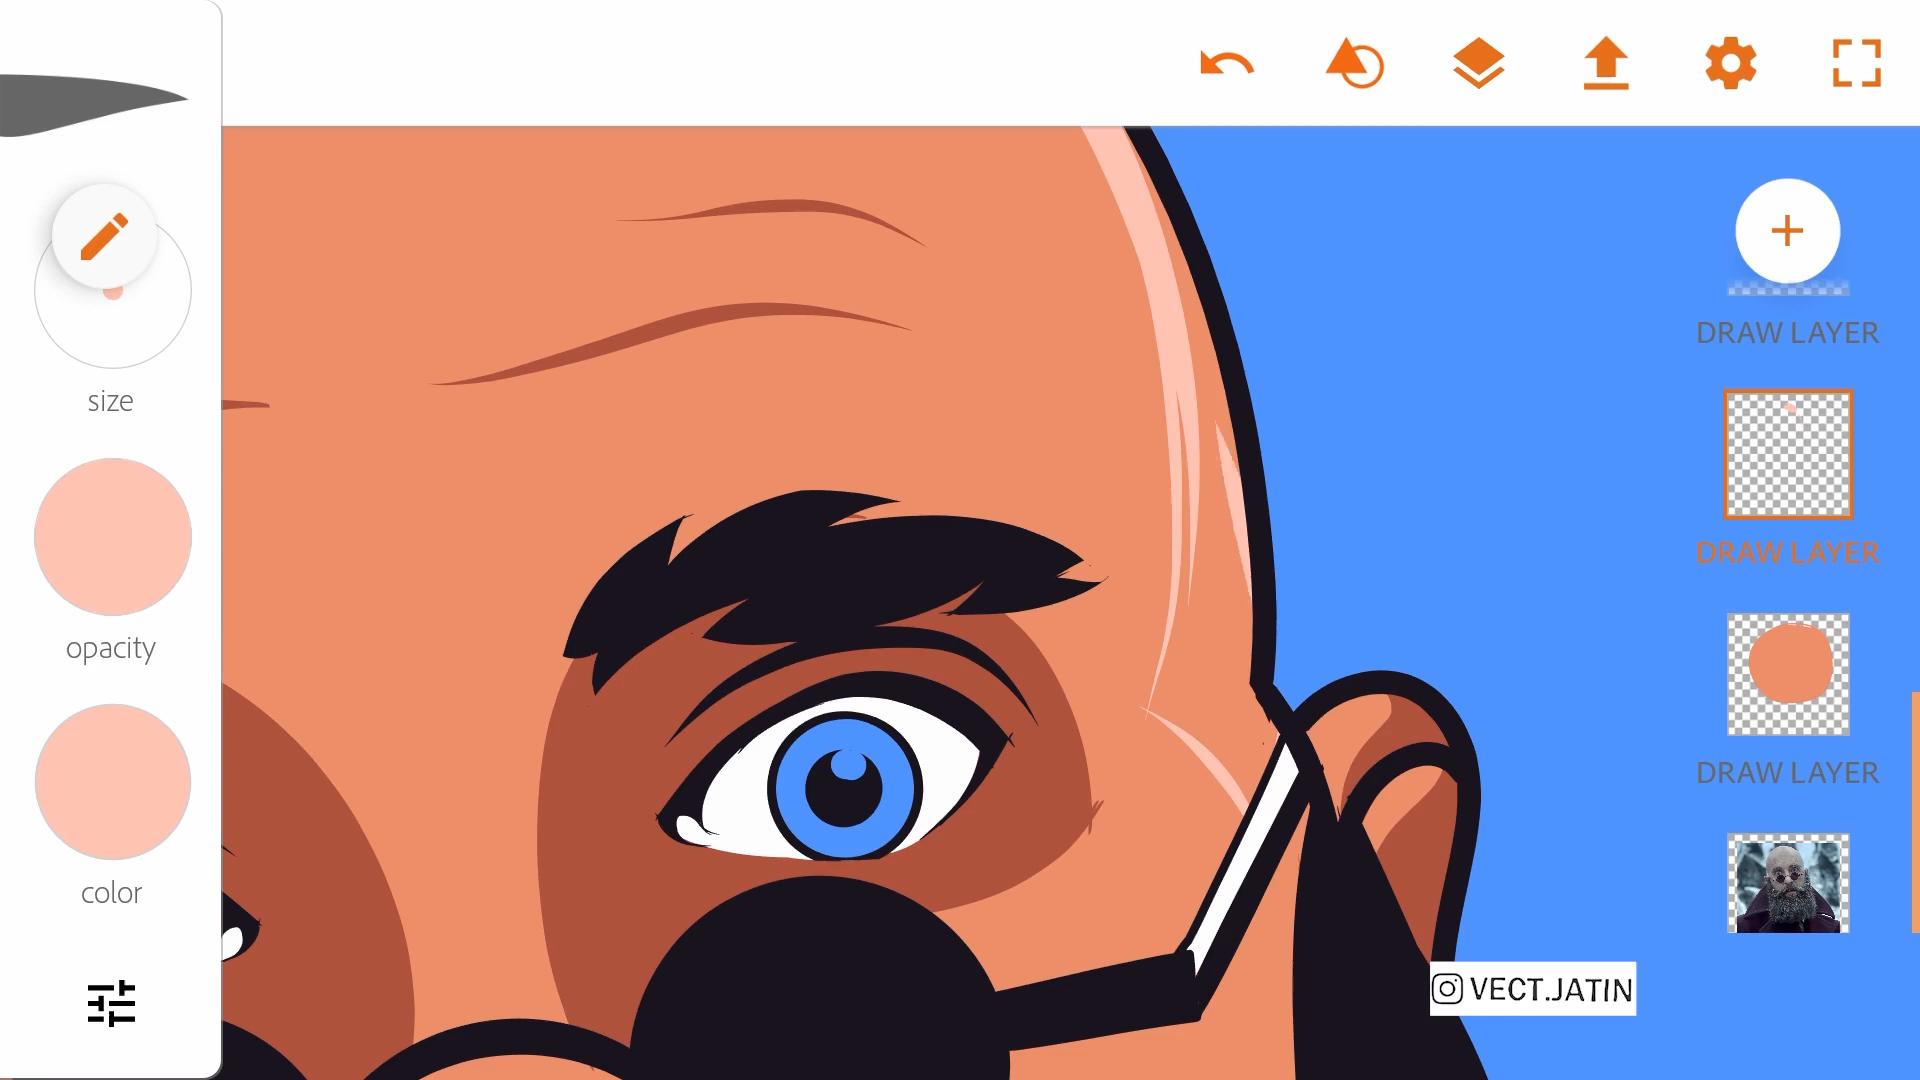 size
opacity
color
DRAW LAYER
DRAW LAYER
DRAW LAYER
VECT.JATIN